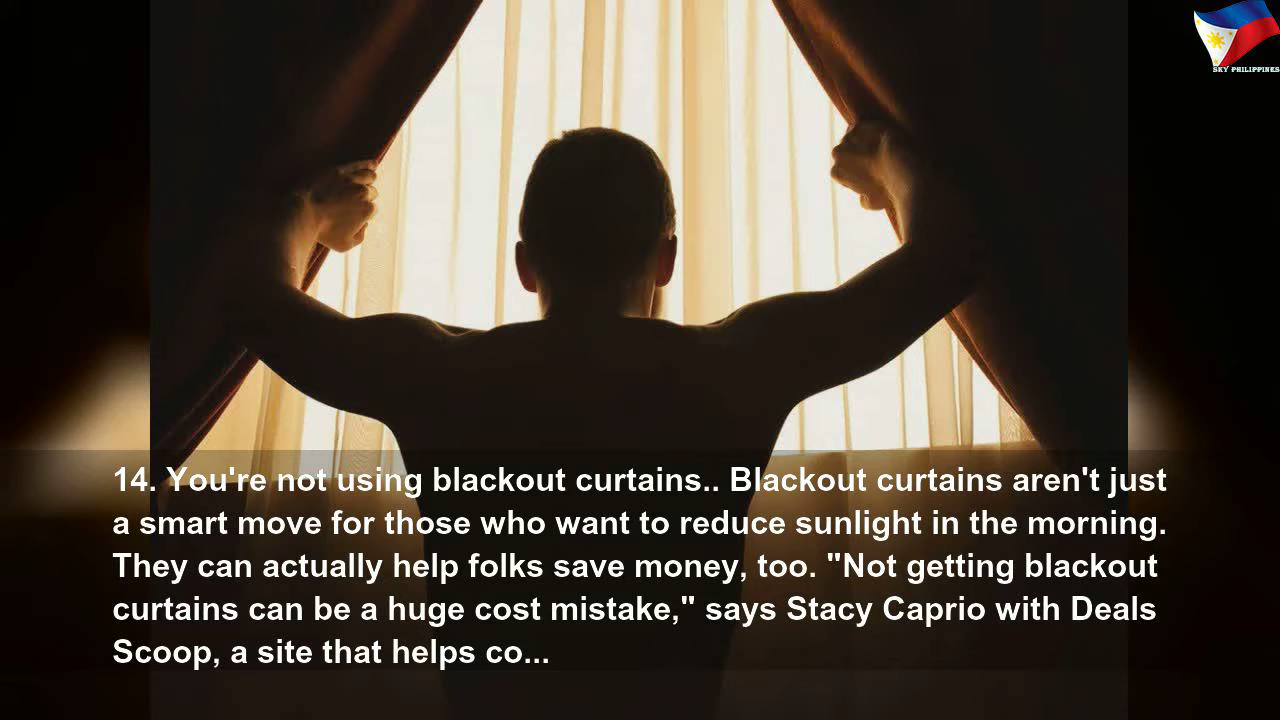 SKY PHILIPPINES
14. You're not using blackout curtains.. Blackout curtains aren't just
a smart move for those who want to reduce sunlight in the morning.
They can actually help folks save money, too. "Not getting blackout
curtains can be a huge cost mistake," says Stacy Caprio with Deals
Scoop, a site that helps co...